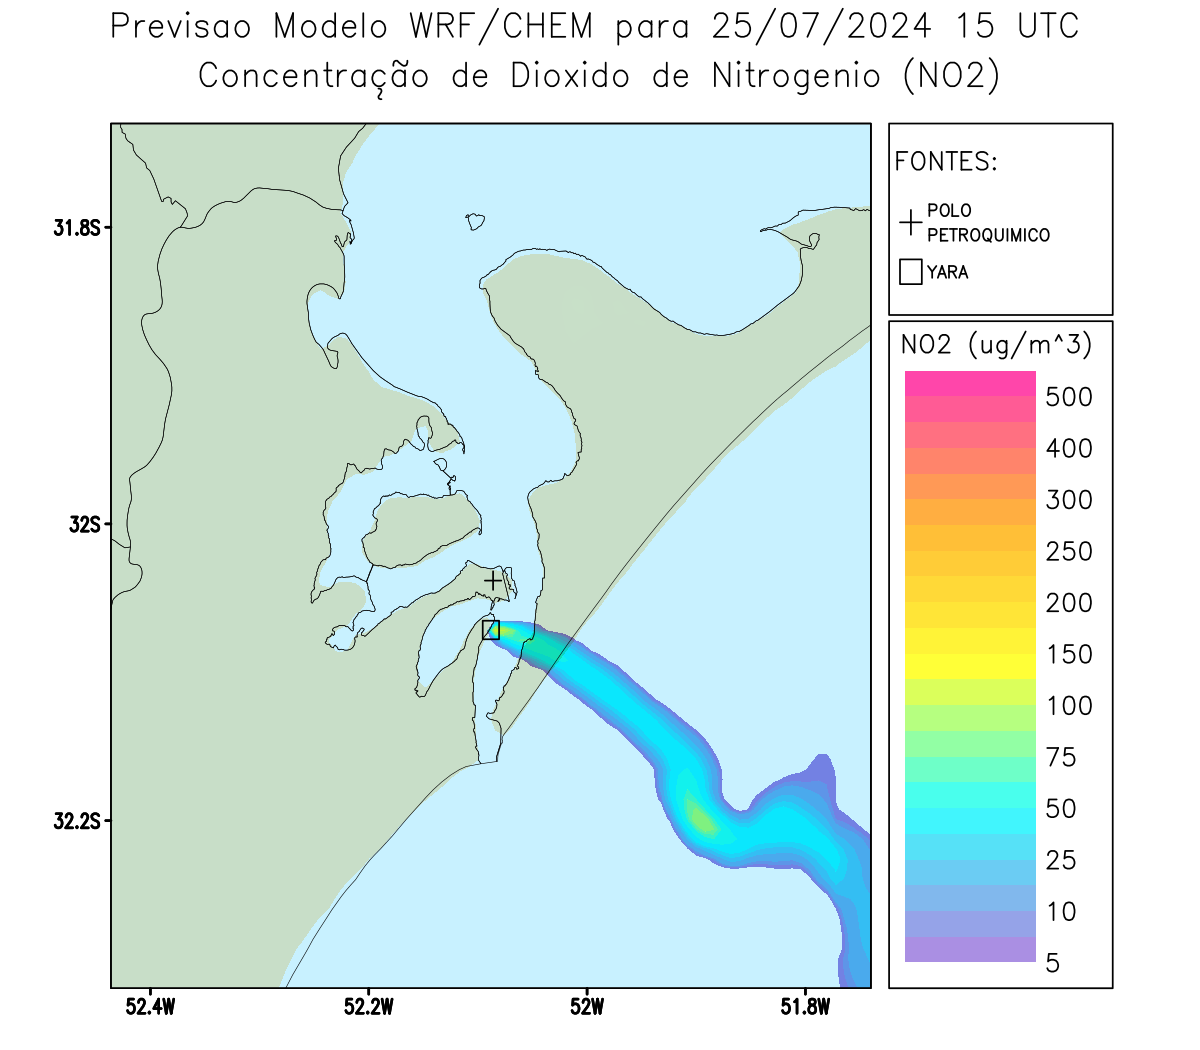 Previsao Modelo WRF/CHEM para 25/07/2024 15 UTC
Concentração de Dioxido de Nitrogenio (NO2)
FONTES:
POLO
PETROQUIMICO
YARA
NO2 (ug/m^3)
500
400
300
250
200
150
100
75
50
25
10
5
31.8S
32S
32.2S
52.4W
52.2W
52W
51.8W